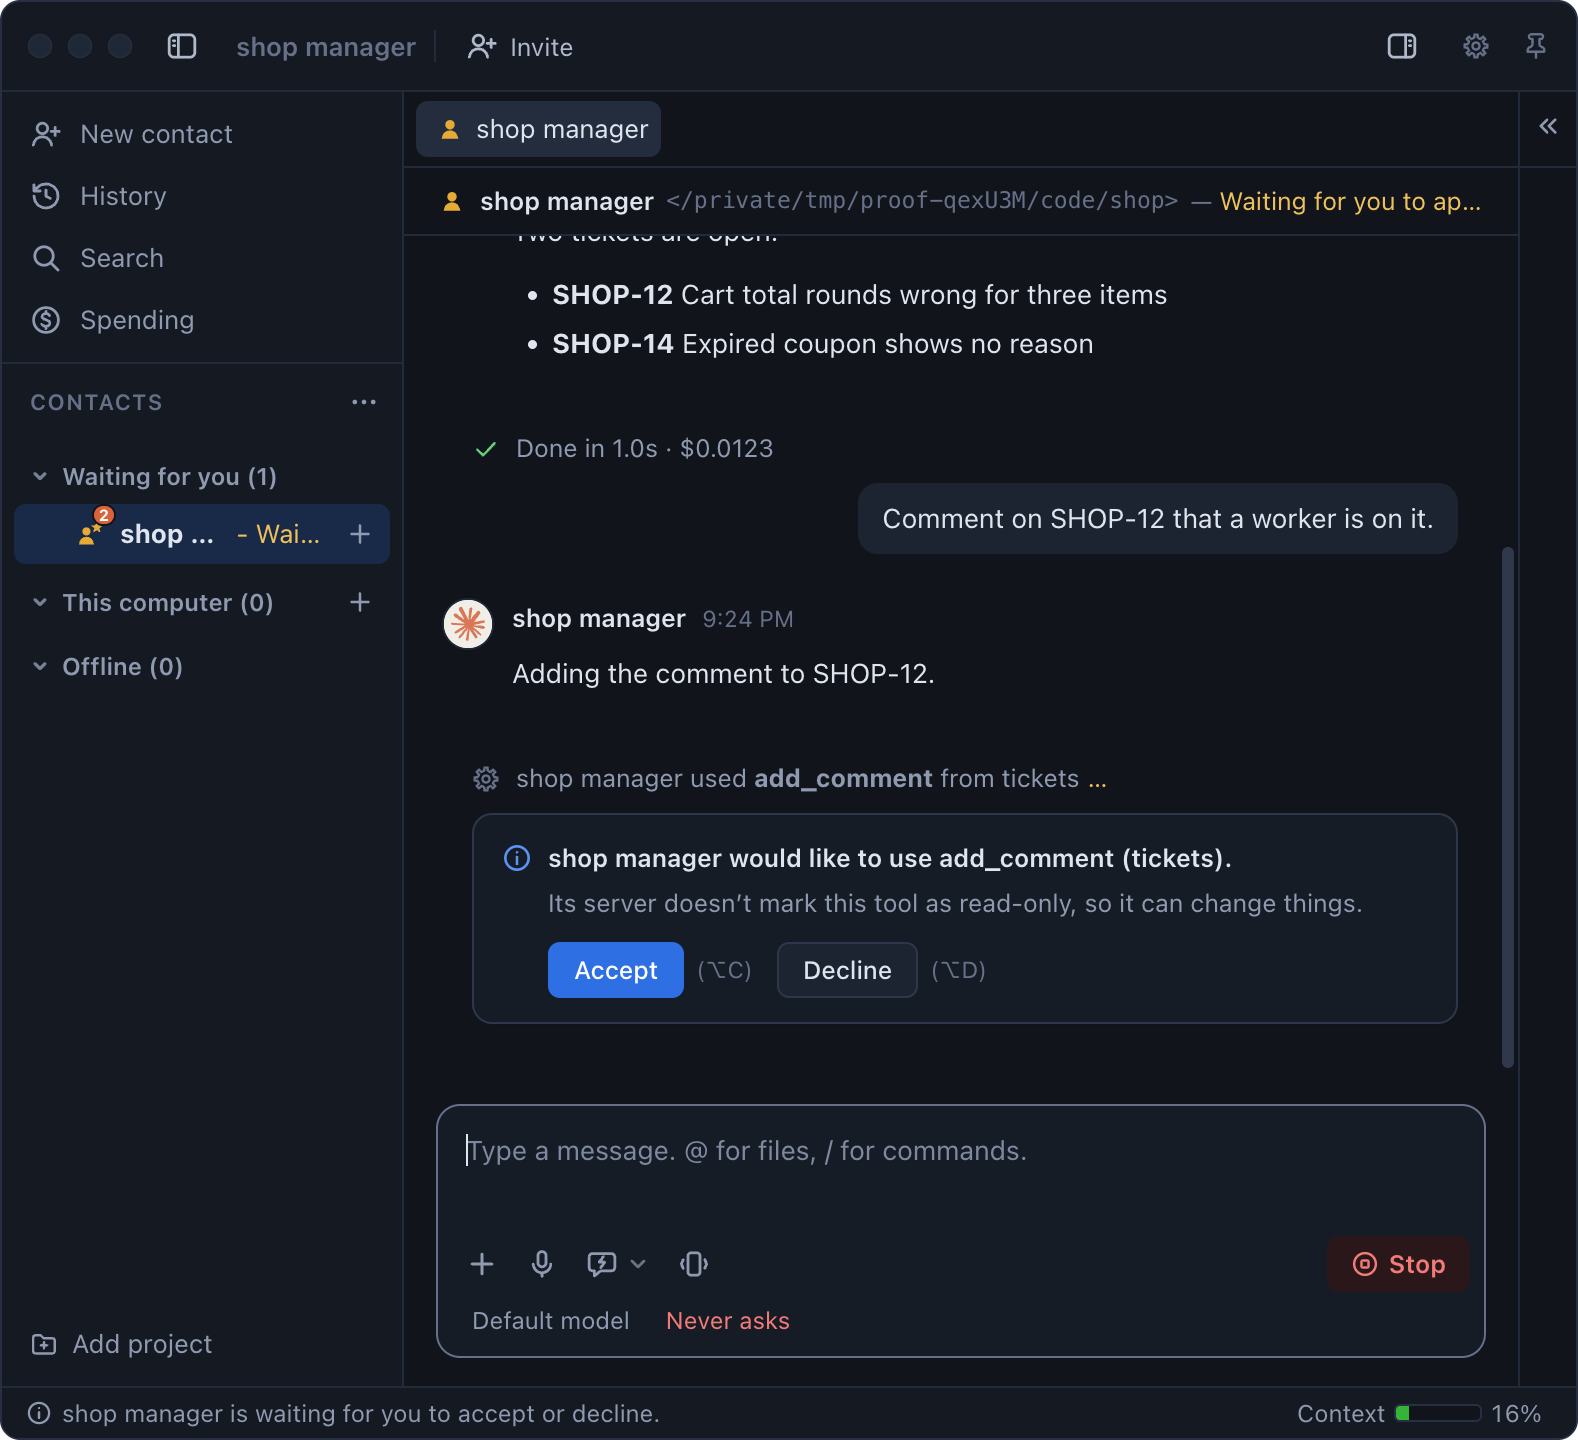 shop manager
Invite
New contact
History
Search
Spending
CONTACTS
Waiting for you (1)
2
shop ... - Wai...
This computer (0)
Offline (0)
Add project
shop manager
shop manager </private/tmp/proof-qexU3M/code/shop> — Waiting for you to ap...
Two tickets are open:
• SHOP-12 Cart total rounds wrong for three items
• SHOP-14 Expired coupon shows no reason
Done in 1.0s · $0.0123
Comment on SHOP-12 that a worker is on it.
shop manager 9:24 PM
Adding the comment to SHOP-12.
shop manager used add_comment from tickets ...
shop manager would like to use add_comment (tickets).
Its server doesn’t mark this tool as read-only, so it can change things.
Accept (⌥C) Decline (⌥D)
Type a message. @ for files, / for commands.
Stop
Default model Never asks
shop manager is waiting for you to accept or decline.
Context 16%